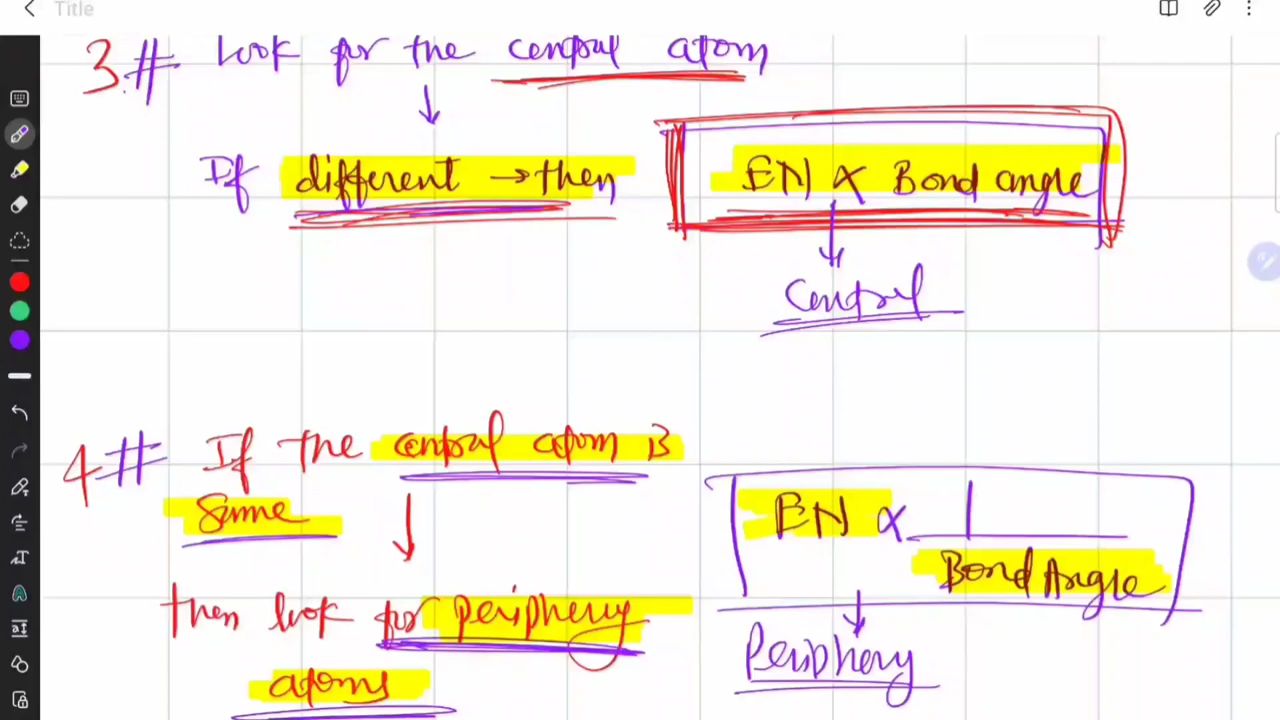 Title
3.# Look for the central atom
If different → then EN ∝ Bond angle
Central
4# If the central atom is
Same
EN ∝ 1
Bond Angle
then look for periphery
Periphery
atoms